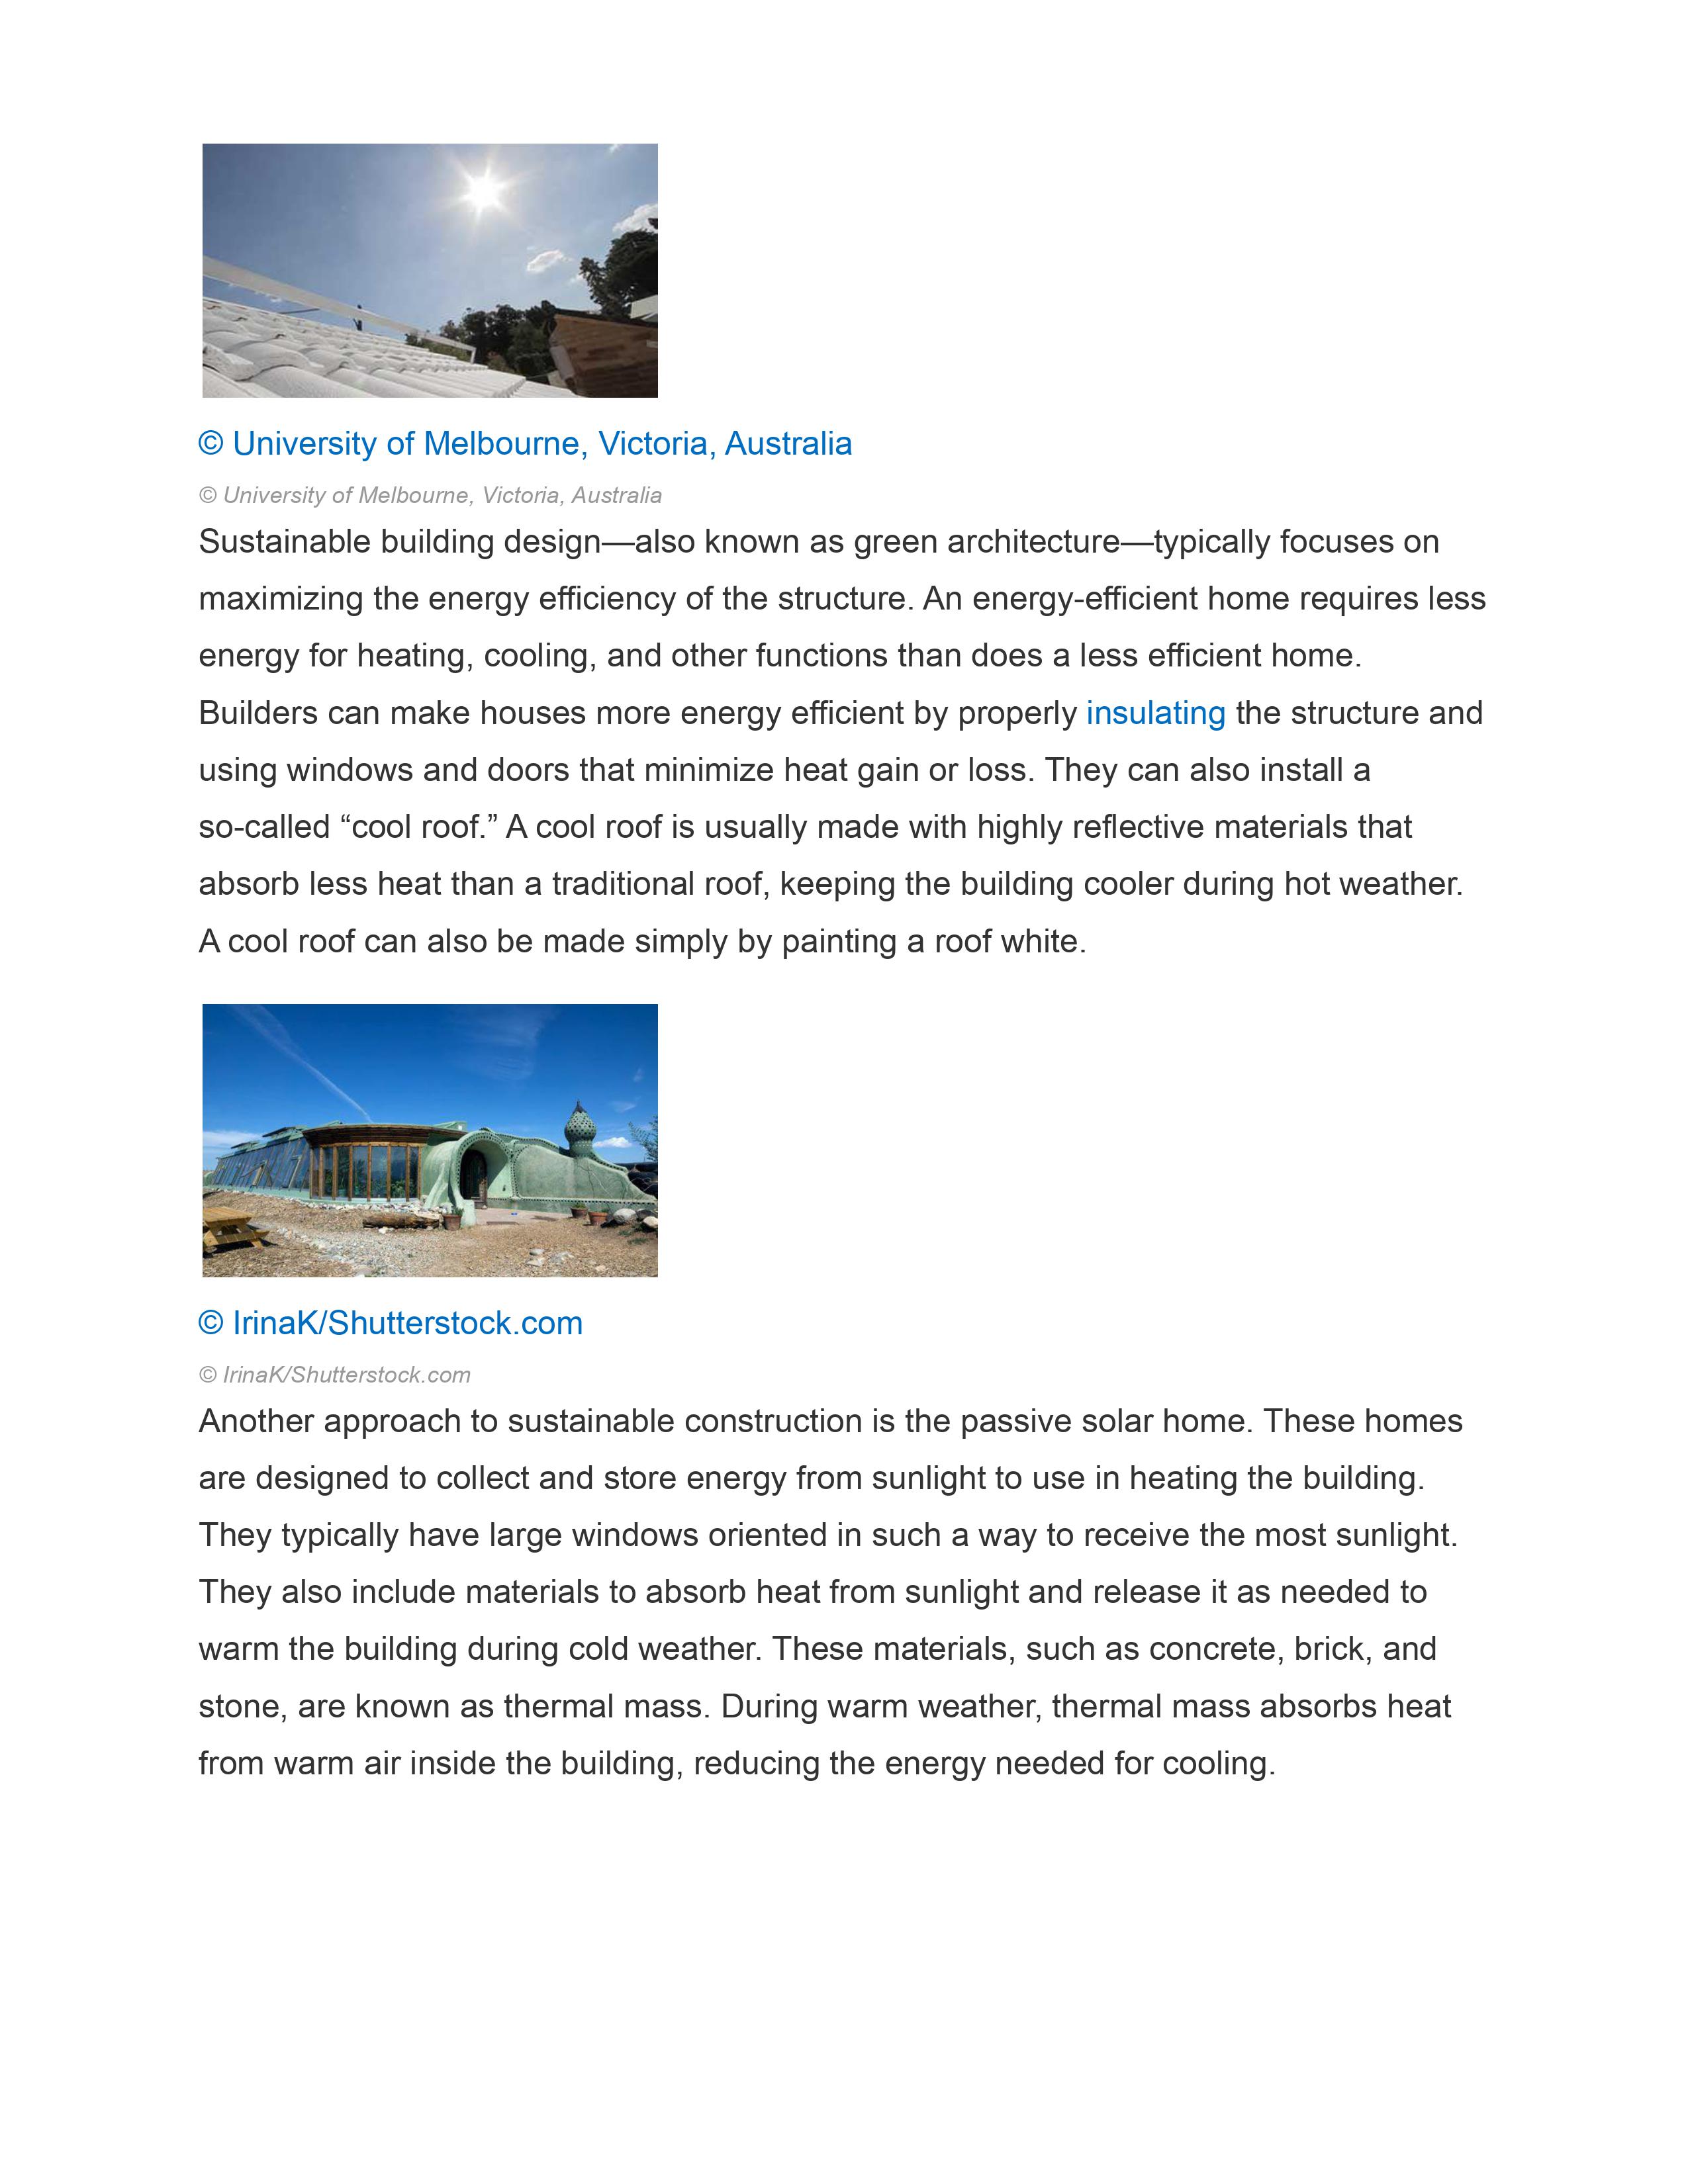 © University of Melbourne, Victoria, Australia
© University of Melbourne, Victoria, Australia
Sustainable building design—also known as green architecture—typically focuses on
maximizing the energy efficiency of the structure. An energy-efficient home requires less
energy for heating, cooling, and other functions than does a less efficient home.
Builders can make houses more energy efficient by properly insulating the structure and
using windows and doors that minimize heat gain or loss. They can also install a
so-called “cool roof.” A cool roof is usually made with highly reflective materials that
absorb less heat than a traditional roof, keeping the building cooler during hot weather.
A cool roof can also be made simply by painting a roof white.
© IrinaK/Shutterstock.com
© IrinaK/Shutterstock.com
Another approach to sustainable construction is the passive solar home. These homes
are designed to collect and store energy from sunlight to use in heating the building.
They typically have large windows oriented in such a way to receive the most sunlight.
They also include materials to absorb heat from sunlight and release it as needed to
warm the building during cold weather. These materials, such as concrete, brick, and
stone, are known as thermal mass. During warm weather, thermal mass absorbs heat
from warm air inside the building, reducing the energy needed for cooling.